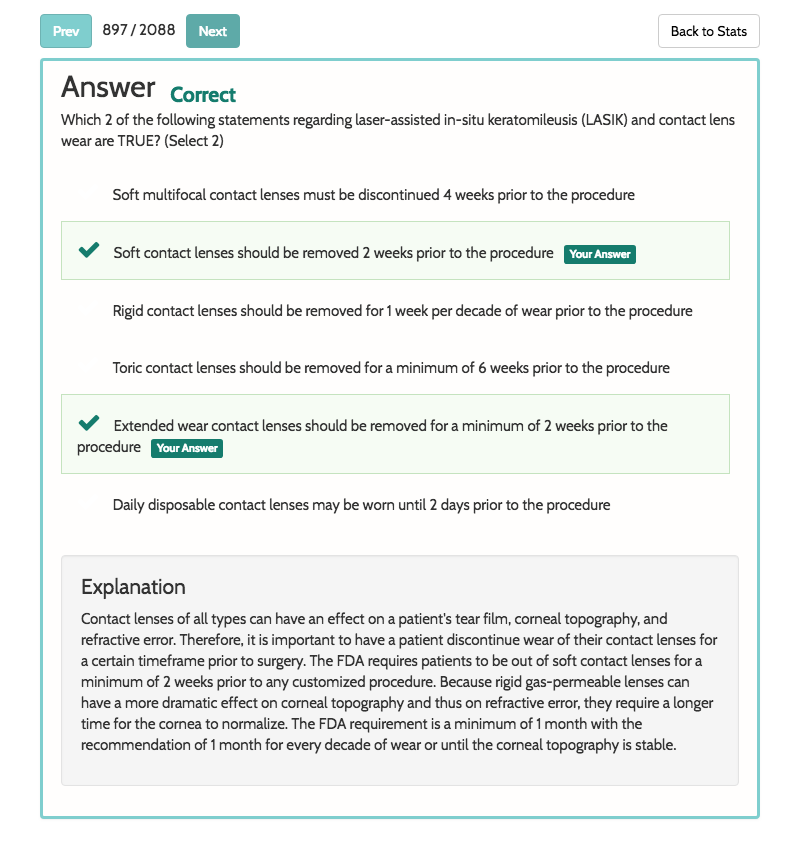 Prev 897 / 2088 Next Back to Stats
Answer Correct
Which 2 of the following statements regarding laser-assisted in-situ keratomileusis (LASIK) and contact lens
wear are TRUE? (Select 2)
Soft multifocal contact lenses must be discontinued 4 weeks prior to the procedure
Soft contact lenses should be removed 2 weeks prior to the procedure Your Answer
Rigid contact lenses should be removed for 1 week per decade of wear prior to the procedure
Toric contact lenses should be removed for a minimum of 6 weeks prior to the procedure
Extended wear contact lenses should be removed for a minimum of 2 weeks prior to the
procedure Your Answer
Daily disposable contact lenses may be worn until 2 days prior to the procedure
Explanation
Contact lenses of all types can have an effect on a patient's tear film, corneal topography, and
refractive error. Therefore, it is important to have a patient discontinue wear of their contact lenses for
a certain timeframe prior to surgery. The FDA requires patients to be out of soft contact lenses for a
minimum of 2 weeks prior to any customized procedure. Because rigid gas-permeable lenses can
have a more dramatic effect on corneal topography and thus on refractive error, they require a longer
time for the cornea to normalize. The FDA requirement is a minimum of 1 month with the
recommendation of 1 month for every decade of wear or until the corneal topography is stable.